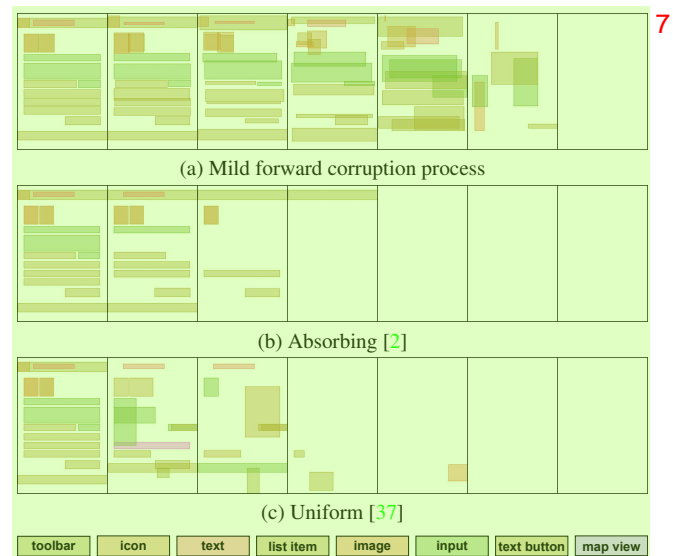 7
(a) Mild forward corruption process
(b) Absorbing [2]
(c) Uniform [37]
toolbar icon text list item image input text button map view